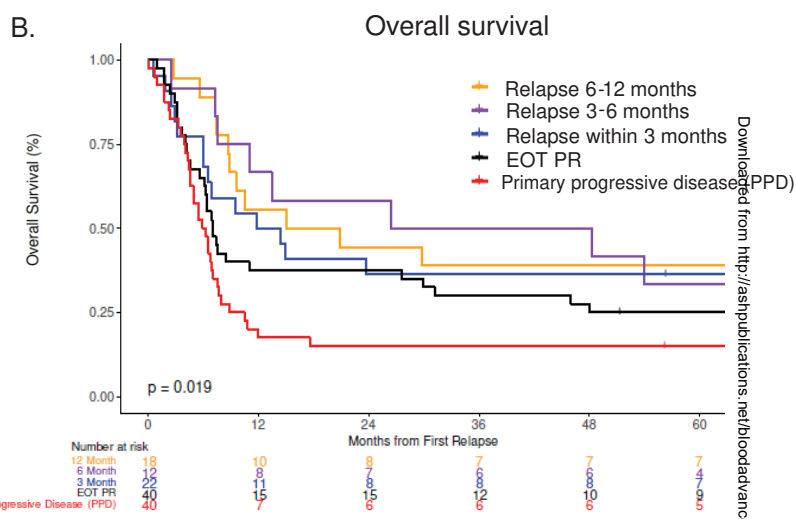 B.
Overall survival
Overall Survival (%)
1.00
0.75
0.50
0.25
0.00
Relapse 6-12 months
Relapse 3-6 months
Relapse within 3 months
EOT PR
Primary progressive disease (PPD)
p = 0.019
0 12 24 36 48 60
Months from First Relapse
Number at risk
12 Month 18 10 8 7 7 7
6 Month 12 8 7 6 6 4
3 Month 22 11 8 8 8 7
EOT PR 40 15 15 12 10 9
ogressive Disease (PPD) 40 7 6 6 6 5
Downloaded from http://ashpublications.net/bloodadvanc